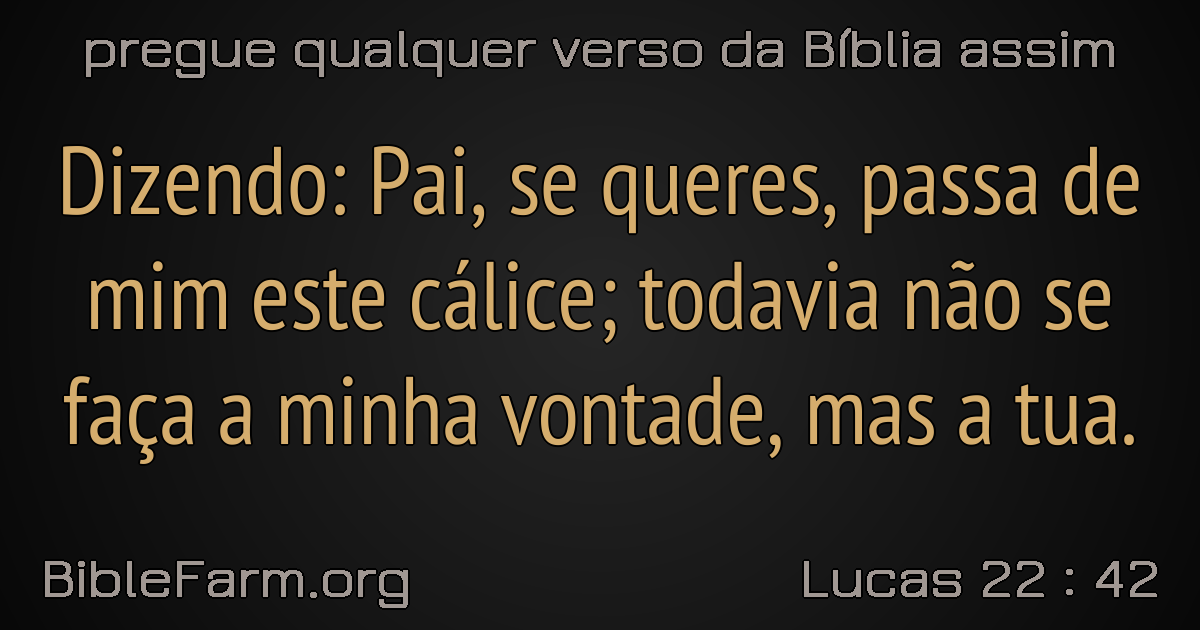 pregue qualquer verso da Bíblia assim
Dizendo: Pai, se queres, passa de
mim este cálice; todavia não se
faça a minha vontade, mas a tua.
BibleFarm.org
Lucas 22 : 42